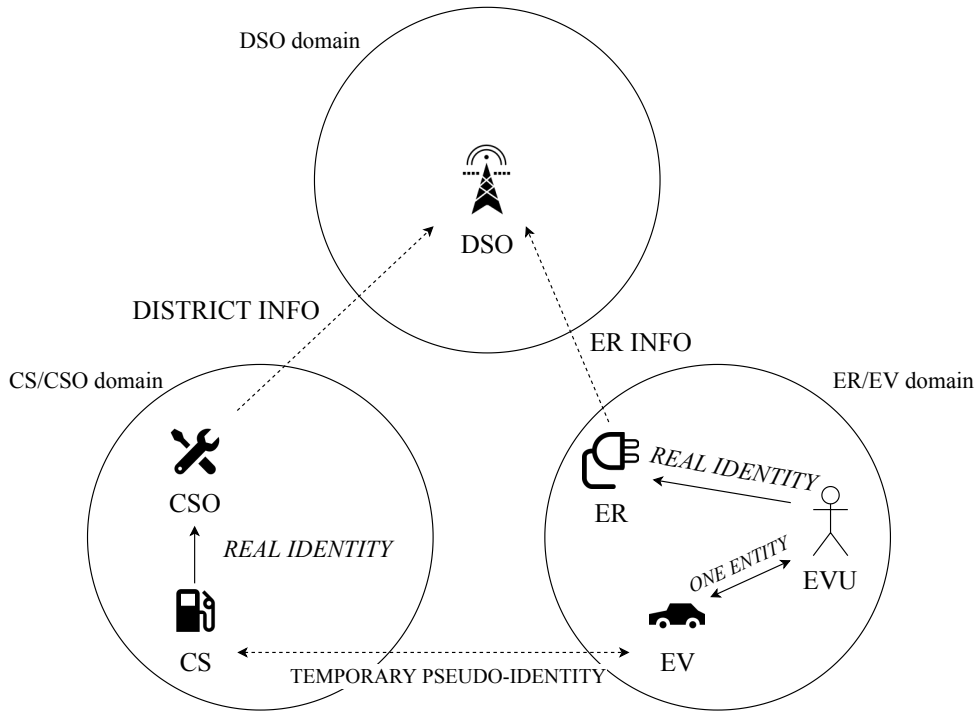 DSO domain
DSO
DISTRICT INFO
ER INFO
CS/CSO domain
ER/EV domain
CSO
REAL IDENTITY
CS
REAL IDENTITY
ER
EVU
ONE ENTITY
EV
TEMPORARY PSEUDO-IDENTITY